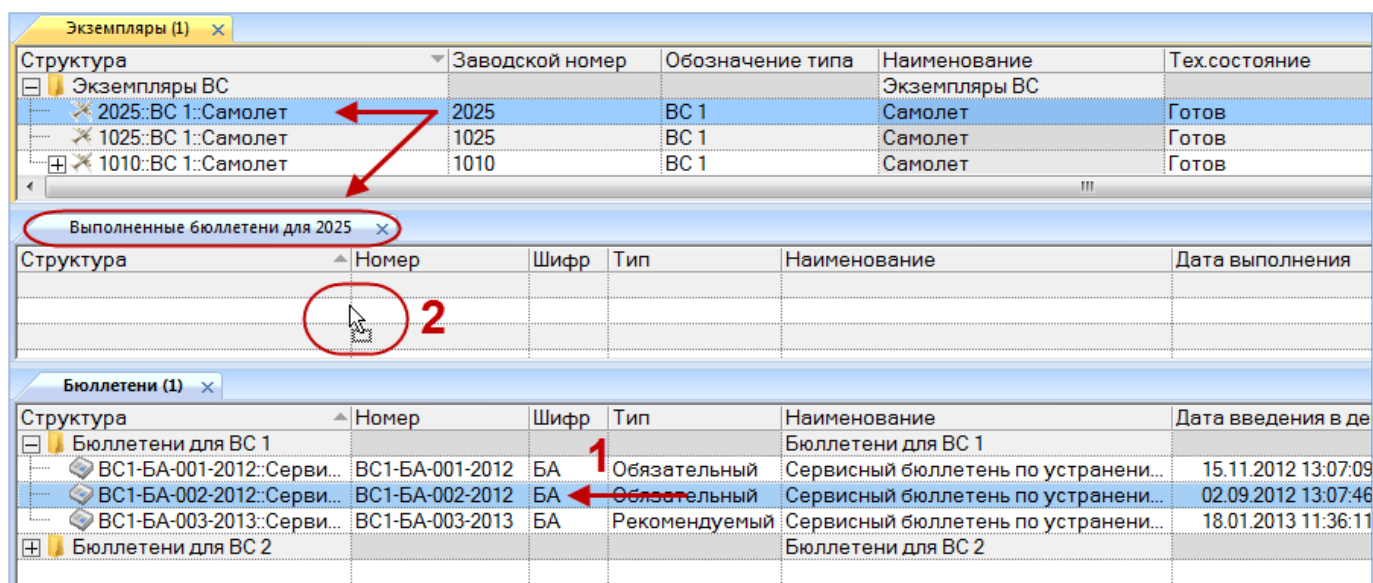 Экземпляры (1)
Структура Заводской номер Обозначение типа Наименование Тех.состояние
Экземпляры ВС Экземпляры ВС
2025::ВС 1::Самолет 2025 ВС 1 Самолет Готов
1025::ВС 1::Самолет 1025 ВС 1 Самолет Готов
1010::ВС 1::Самолет 1010 ВС 1 Самолет Готов
Выполненные бюллетени для 2025
Структура Номер Шифр Тип Наименование Дата выполнения
2
Бюллетени (1)
Структура Номер Шифр Тип Наименование Дата введения в де
Бюллетени для ВС 1 Бюллетени для ВС 1
1
ВС1-БА-001-2012::Серви... ВС1-БА-001-2012 БА Обязательный Сервисный бюллетень по устранени... 15.11.2012 13:07:09
ВС1-БА-002-2012::Серви... ВС1-БА-002-2012 БА Обязательный Сервисный бюллетень по устранени... 02.09.2012 13:07:46
ВС1-БА-003-2013::Серви... ВС1-БА-003-2013 БА Рекомендуемый Сервисный бюллетень по устранени... 18.01.2013 11:36:11
Бюллетени для ВС 2 Бюллетени для ВС 2